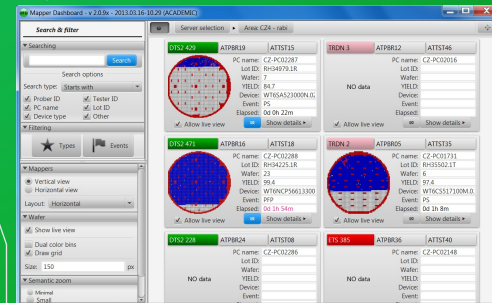 Mapper Dashboard - v 2.0.9x - 2013.03.16-10.29 (ACADEMIC)
Search & filter
Searching
Search
Search options
Search type: Starts with
Prober ID
Tester ID
PC name
Lot ID
Device type
Other
Filtering
Types
Events
Mappers
Vertical view
Horizontal view
Layout: Horizontal
Wafer
Show live view
Dual color bins
Draw grid
Size: 150 px
Semantic zoom
Minimal
Small
Server selection
Area: CZ4 - rabi
DTS2 429 ATPBR19 ATTST15
PC name: CZ-PC02287
Lot ID: RH34979.1R
Wafer: 7
YIELD: 84.7
Device: WT6SA523000N.02
Event: PS
Elapsed: 0d 0h 22m
Allow live view
Show details
TRDN 3 ATPBR12 ATTST46
NO data
PC name: CZ-PC02016
Lot ID:
Wafer:
YIELD:
Device:
Event:
Elapsed:
Allow live view
Show details
DTS2 471 ATPBR16 ATTST18
PC name: CZ-PC02288
Lot ID: RH34225.1R
Wafer: 23
YIELD: 99.4
Device: WT6NCP56613300
Event: PFP
Elapsed: 0d 1h 54m
Allow live view
Show details
TRDN 2 ATPBR05 ATTST35
PC name: CZ-PC01731
Lot ID: RH35502.1T
Wafer: 6
YIELD: 97.4
Device: WT6CS517100M.0
Event: PS
Elapsed: 0d 1h 8m
Allow live view
Show details
DTS2 228 ATPBR24 ATTST08
NO data
PC name: CZ-PC02286
Lot ID:
Wafer:
YIELD:
Device:
Event:
ETS 385 ATPBR36 ATTST40
NO data
PC name: CZ-PC02148
Lot ID:
Wafer:
YIELD:
Device:
Event: